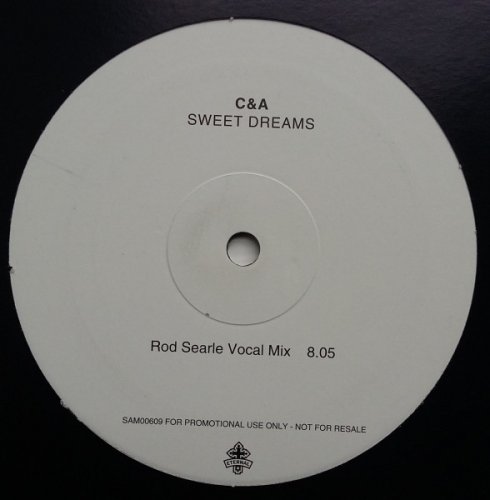 C&A
SWEET DREAMS
Rod Searle Vocal Mix 8.05
SAM00609 FOR PROMOTIONAL USE ONLY - NOT FOR RESALE
ETERNAL